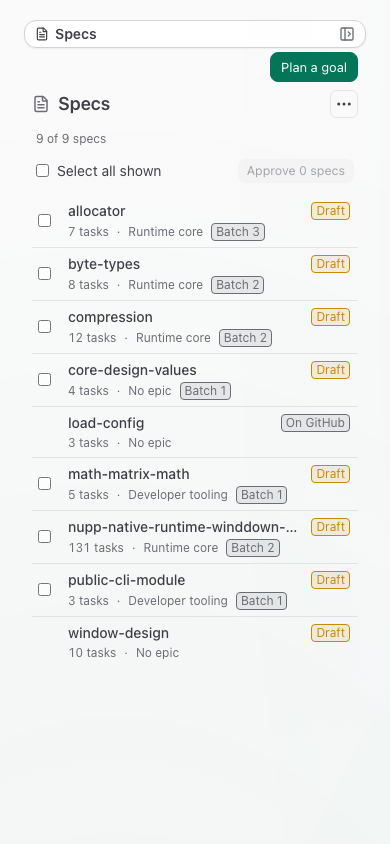 Specs
Plan a goal
Specs
9 of 9 specs
Select all shown
Approve 0 specs
allocator
Draft
7 tasks · Runtime core Batch 3
byte-types
Draft
8 tasks · Runtime core Batch 2
compression
Draft
12 tasks · Runtime core Batch 2
core-design-values
Draft
4 tasks · No epic Batch 1
load-config
On GitHub
3 tasks · No epic
math-matrix-math
Draft
5 tasks · Developer tooling Batch 1
nupp-native-runtime-winddown-...
Draft
131 tasks · Runtime core Batch 2
public-cli-module
Draft
3 tasks · Developer tooling Batch 1
window-design
Draft
10 tasks · No epic